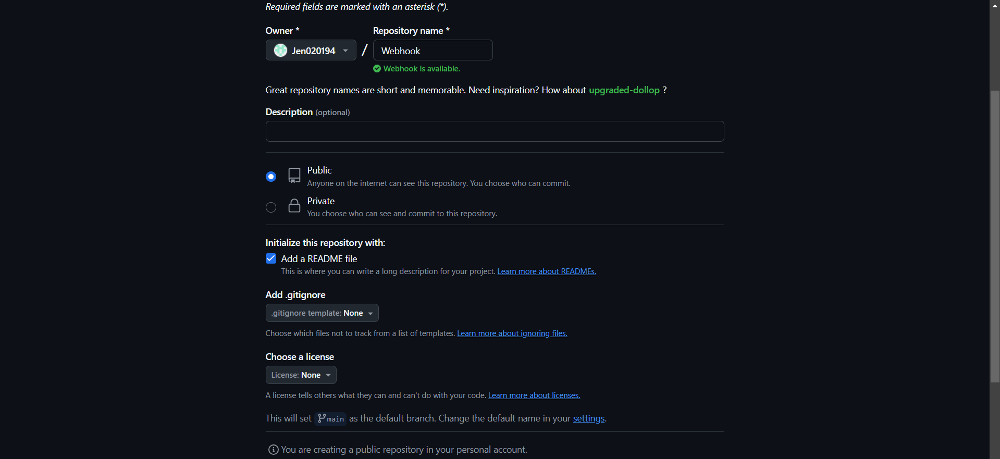 Required fields are marked with an asterisk (*).
Owner * Repository name *
Jen020194 / Webhook
Webhook is available.
Great repository names are short and memorable. Need inspiration? How about upgraded-dollop ?
Description (optional)
Public
Anyone on the internet can see this repository. You choose who can commit.
Private
You choose who can see and commit to this repository.
Initialize this repository with:
Add a README file
This is where you can write a long description for your project. Learn more about READMEs.
Add .gitignore
.gitignore template: None
Choose which files not to track from a list of templates. Learn more about ignoring files.
Choose a license
License: None
A license tells others what they can and can't do with your code. Learn more about licenses.
This will set main as the default branch. Change the default name in your settings.
You are creating a public repository in your personal account.